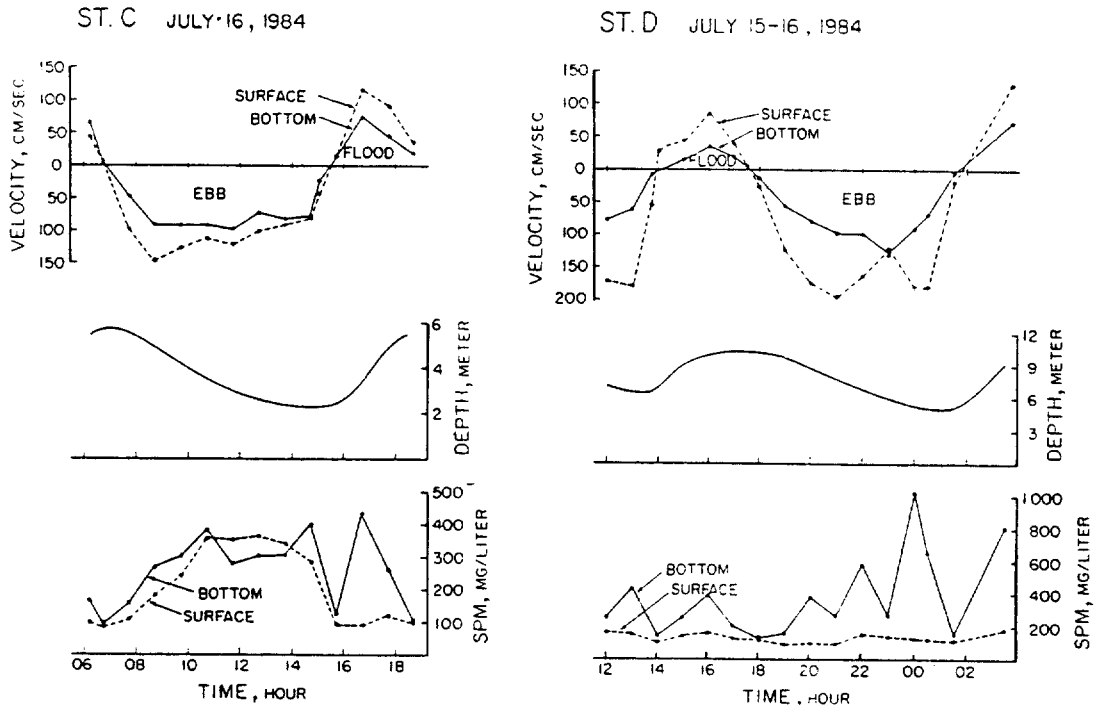 ST. C JULY·16, 1984
150
100
50
0
50
100
150
VELOCITY, CM/SEC
SURFACE
BOTTOM
FLOOD
EBB
6
4
2
DEPTH, METER
500
400
300
200
100
SPM, MG/LITER
BOTTOM
SURFACE
06 08 10 12 14 16 18
TIME, HOUR
ST. D JULY 15-16, 1984
150
100
50
0
50
100
150
200
VELOCITY, CM/SEC
SURFACE
BOTTOM
FLOOD
EBB
12
9
6
3
DEPTH, METER
1000
800
600
400
200
SPM, MG/LITER
BOTTOM
SURFACE
12 14 16 18 20 22 00 02
TIME, HOUR